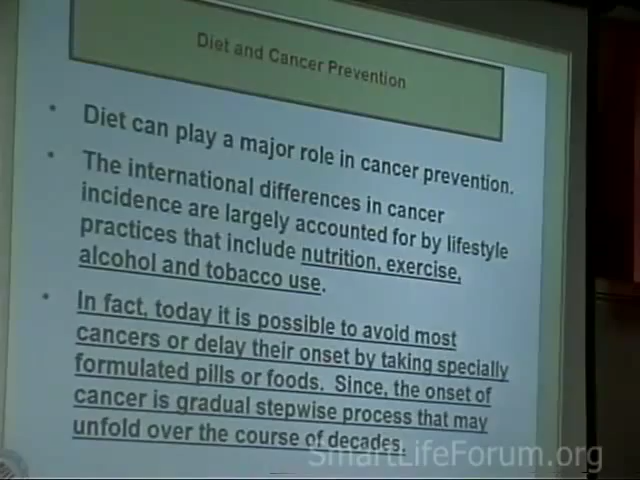 Diet and Cancer Prevention
• Diet can play a major role in cancer prevention.
• The international differences in cancer
incidence are largely accounted for by lifestyle
practices that include nutrition, exercise,
alcohol and tobacco use.
• In fact, today it is possible to avoid most
cancers or delay their onset by taking specially
formulated pills or foods. Since, the onset of
cancer is gradual stepwise process that may
unfold over the course of decades.
SmartLifeForum.org